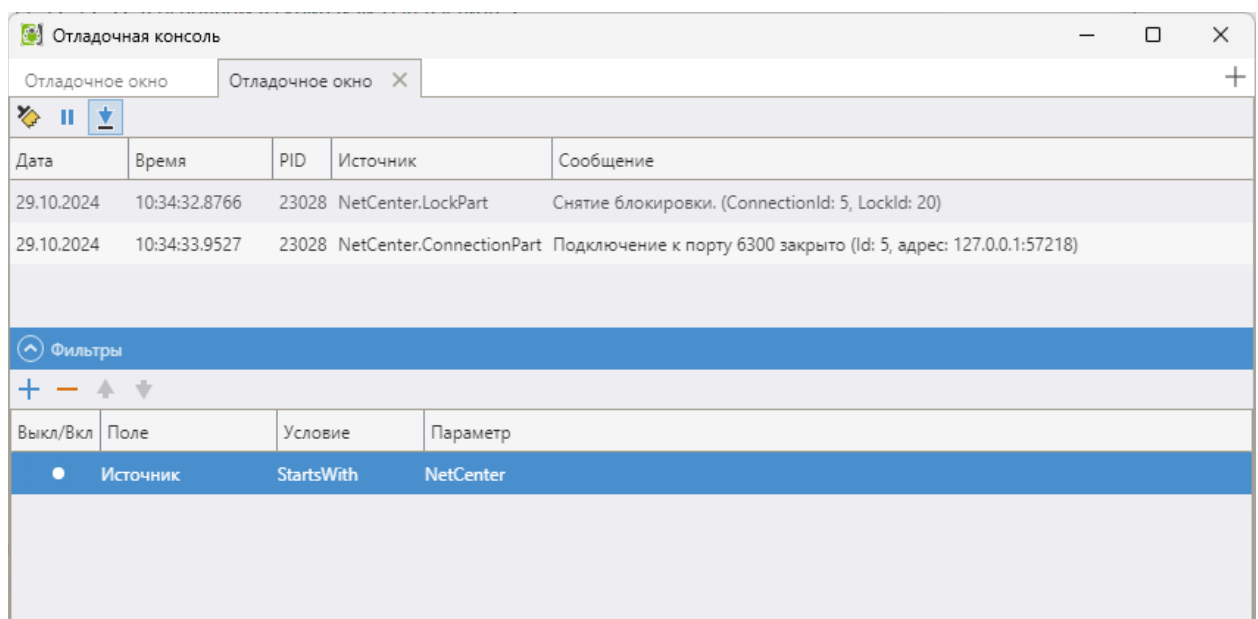 Отладочная консоль
Отладочное окно Отладочное окно
Дата Время PID Источник Сообщение
29.10.2024 10:34:32.8766 23028 NetCenter.LockPart Снятие блокировки. (ConnectionId: 5, LockId: 20)
29.10.2024 10:34:33.9527 23028 NetCenter.ConnectionPart Подключение к порту 6300 закрыто (Id: 5, адрес: 127.0.0.1:57218)
Фильтры
Выкл/Вкл Поле Условие Параметр
Источник StartsWith NetCenter